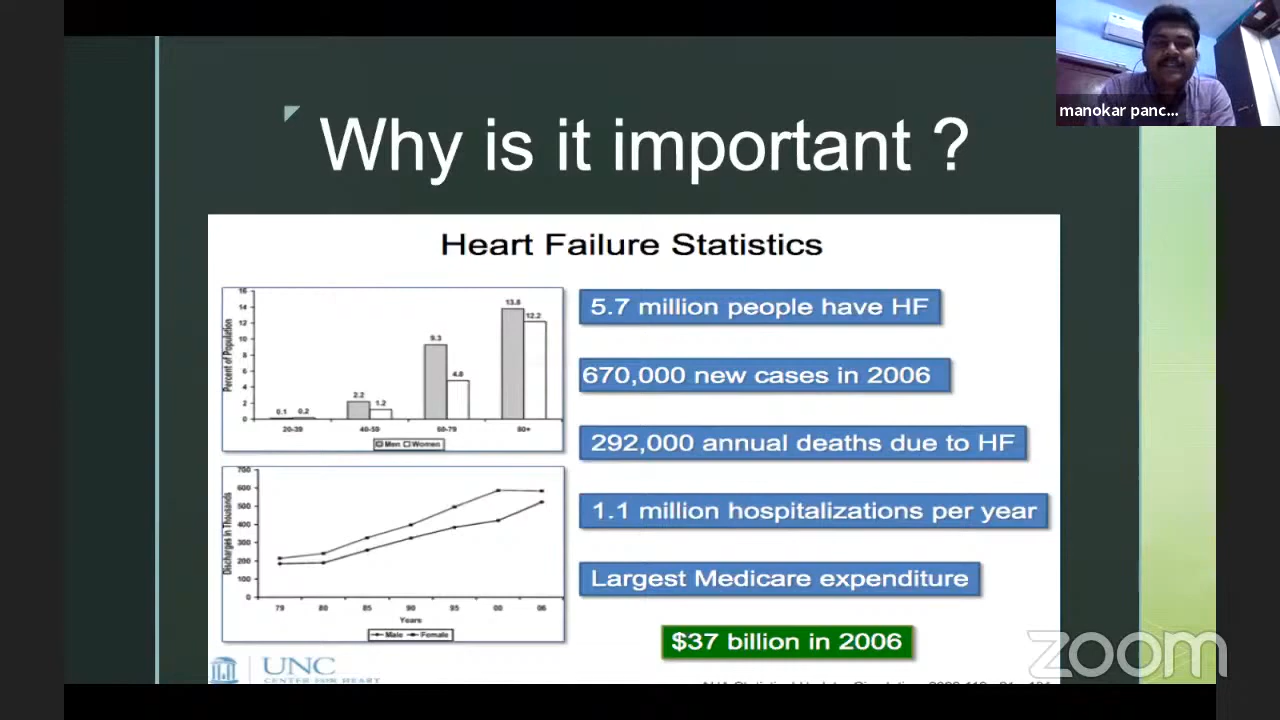 manokar panc...
Why is it important ?
Heart Failure Statistics
16
14
12
10
8
6
4
2
0
Percent of Population
0.1
0.2
2.2
1.2
9.3
4.8
13.8
12.2
20-39
40-59
60-79
80+
Men Women
5.7 million people have HF
670,000 new cases in 2006
292,000 annual deaths due to HF
1.1 million hospitalizations per year
Largest Medicare expenditure
$37 billion in 2006
700
600
500
400
300
200
100
0
Discharges in Thousands
79 80 85 90 95 00 06
Years
Male Female
UNC
CENTER FOR HEART
zoom